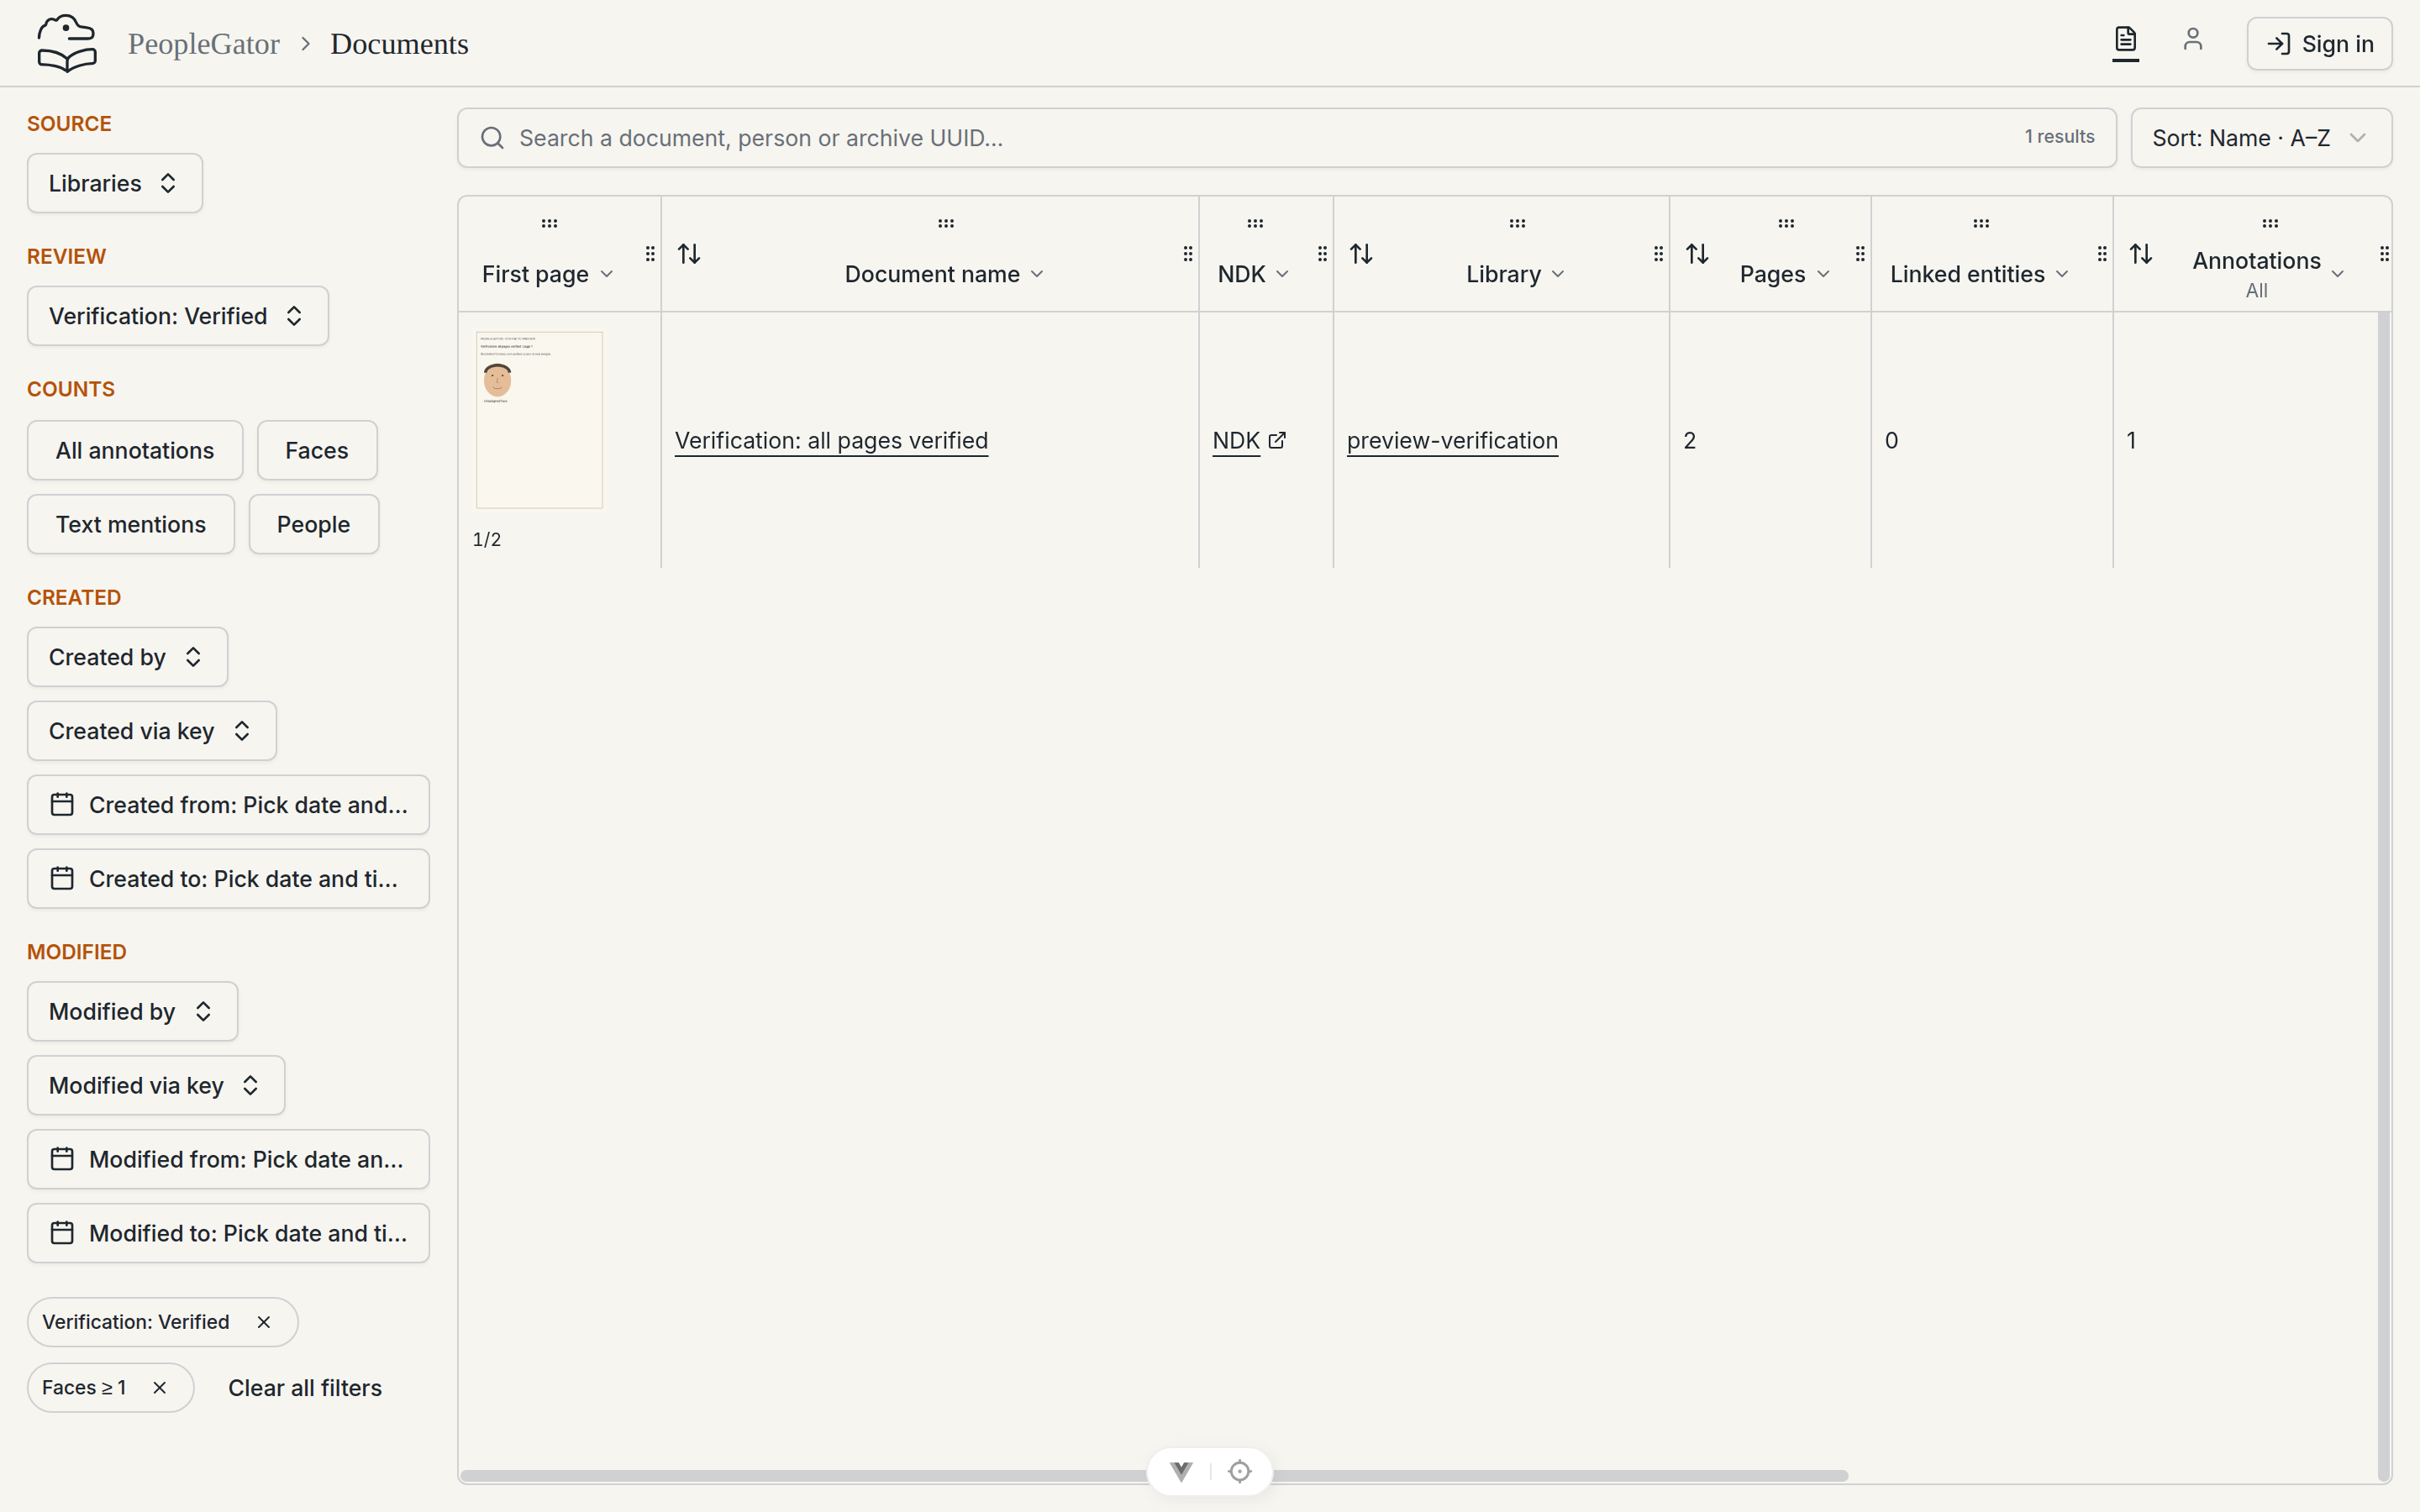 PeopleGator > Documents
Sign in
SOURCE
Libraries
REVIEW
Verification: Verified
COUNTS
All annotations
Faces
Text mentions
People
CREATED
Created by
Created via key
Created from: Pick date and...
Created to: Pick date and ti...
MODIFIED
Modified by
Modified via key
Modified from: Pick date an...
Modified to: Pick date and ti...
Verification: Verified
Faces ≥ 1
Clear all filters
Search a document, person or archive UUID...
1 results
Sort: Name · A–Z
First page
Document name
NDK
Library
Pages
Linked entities
Annotations
All
1/2
Verification: all pages verified
NDK
preview-verification
2
0
1